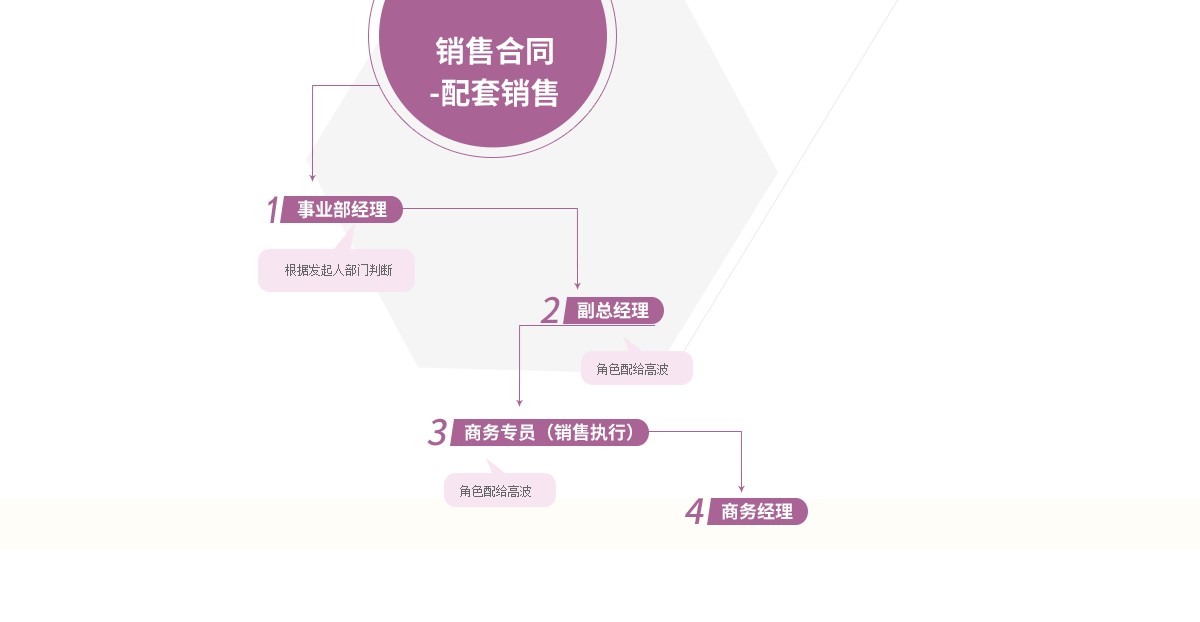 销售合同
-配套销售
1 事业部经理
根据发起人部门判断
2 副总经理
角色配给高波
3 商务专员（销售执行）
角色配给高波
4 商务经理